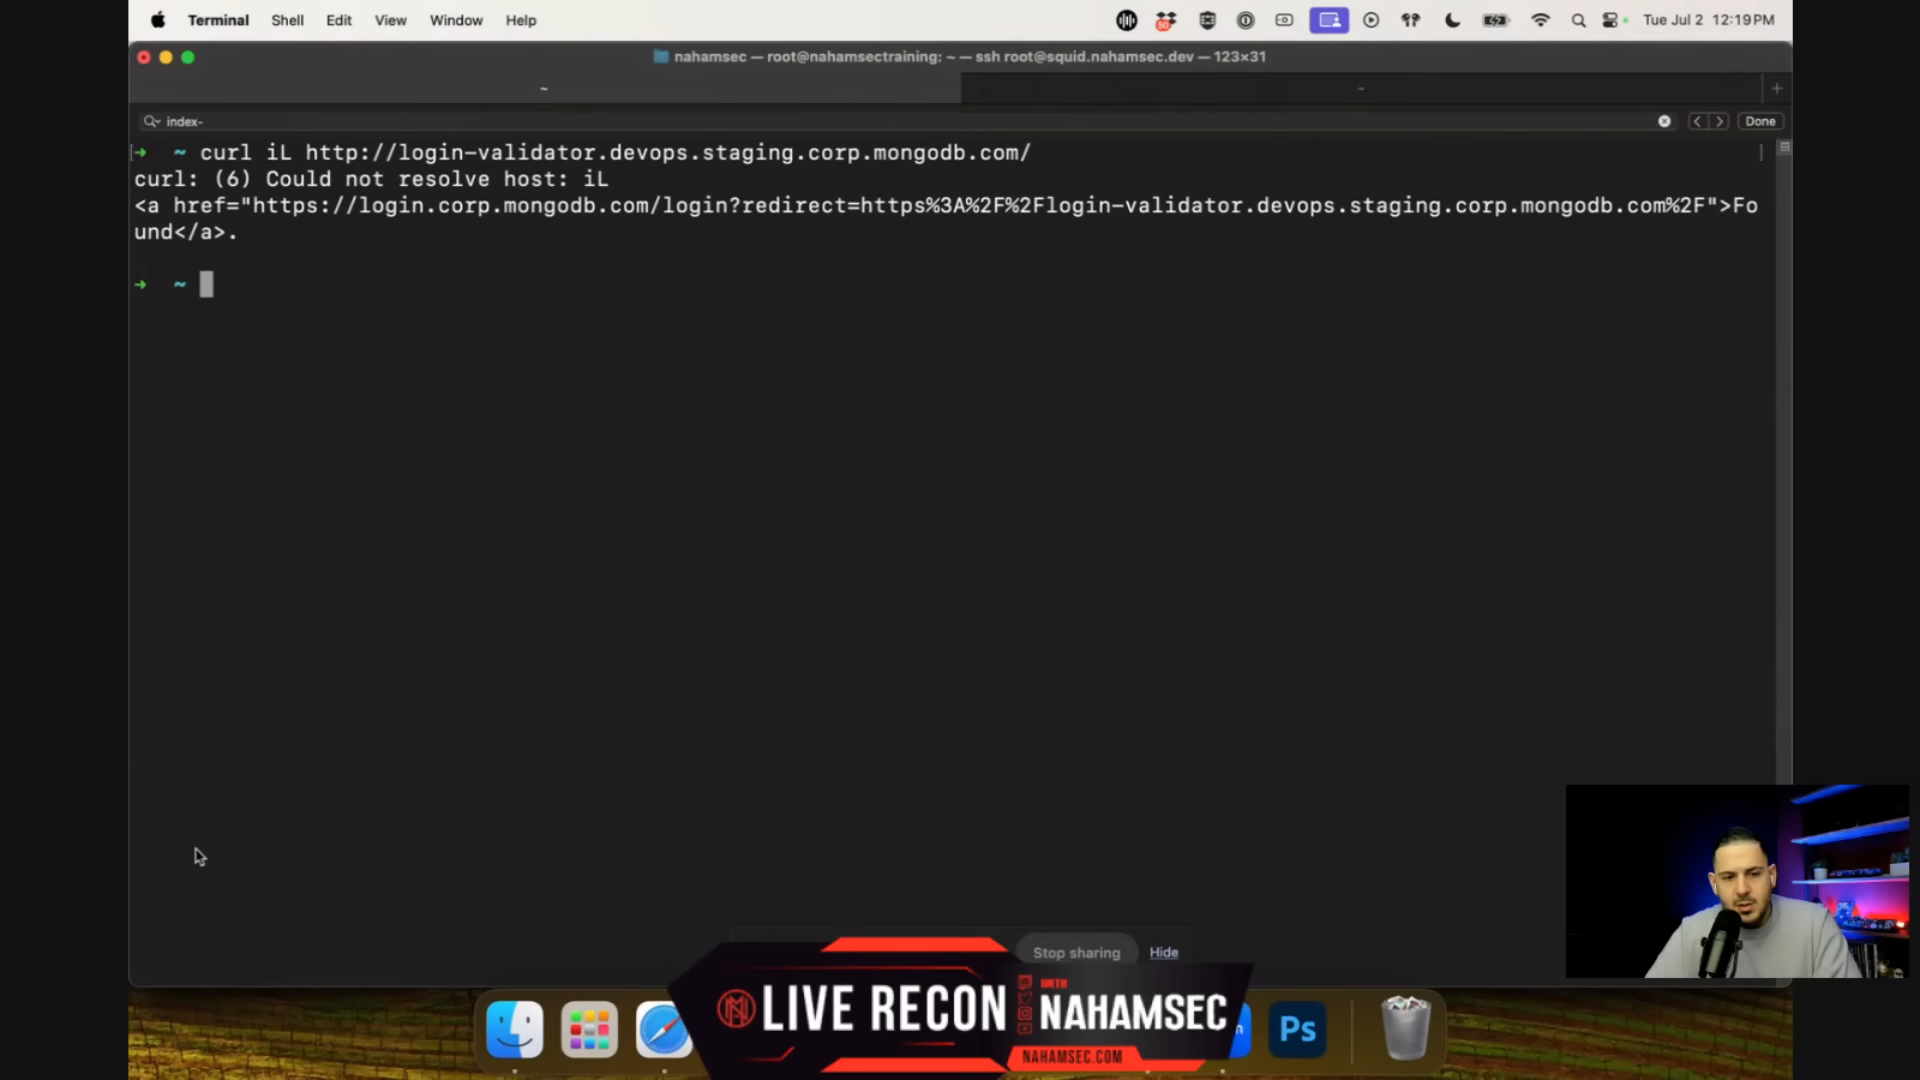 Terminal Shell Edit View Window Help
Tue Jul 2 12:19 PM
nahamsec — root@nahamsectraining: ~ — ssh root@squid.nahamsec.dev — 123×31
~
~
index-
Done
➜ ~ curl iL http://login-validator.devops.staging.corp.mongodb.com/
curl: (6) Could not resolve host: iL
<a href="https://login.corp.mongodb.com/login?redirect=https%3A%2F%2Flogin-validator.devops.staging.corp.mongodb.com%2F">Fo
und</a>.
➜ ~
Stop sharing Hide
LIVE RECON WITH NAHAMSEC
NAHAMSEC.COM
Ps